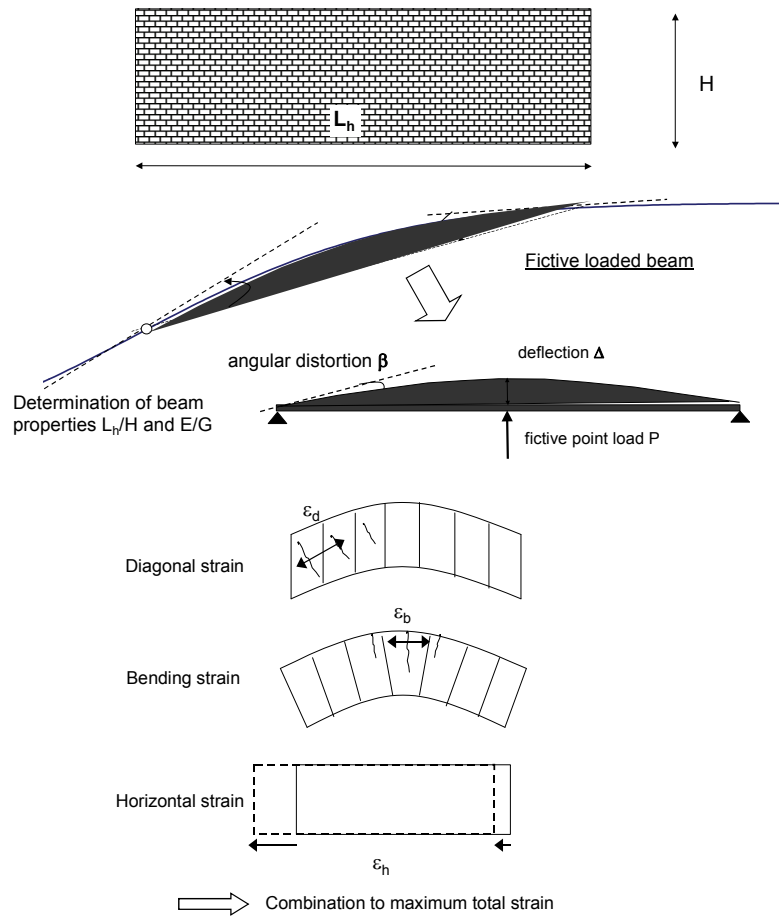 H
L_h
Fictive loaded beam
angular distortion β
deflection Δ
Determination of beam
properties L_h/H and E/G
fictive point load P
ε_d
Diagonal strain
ε_b
Bending strain
Horizontal strain
ε_h
Combination to maximum total strain